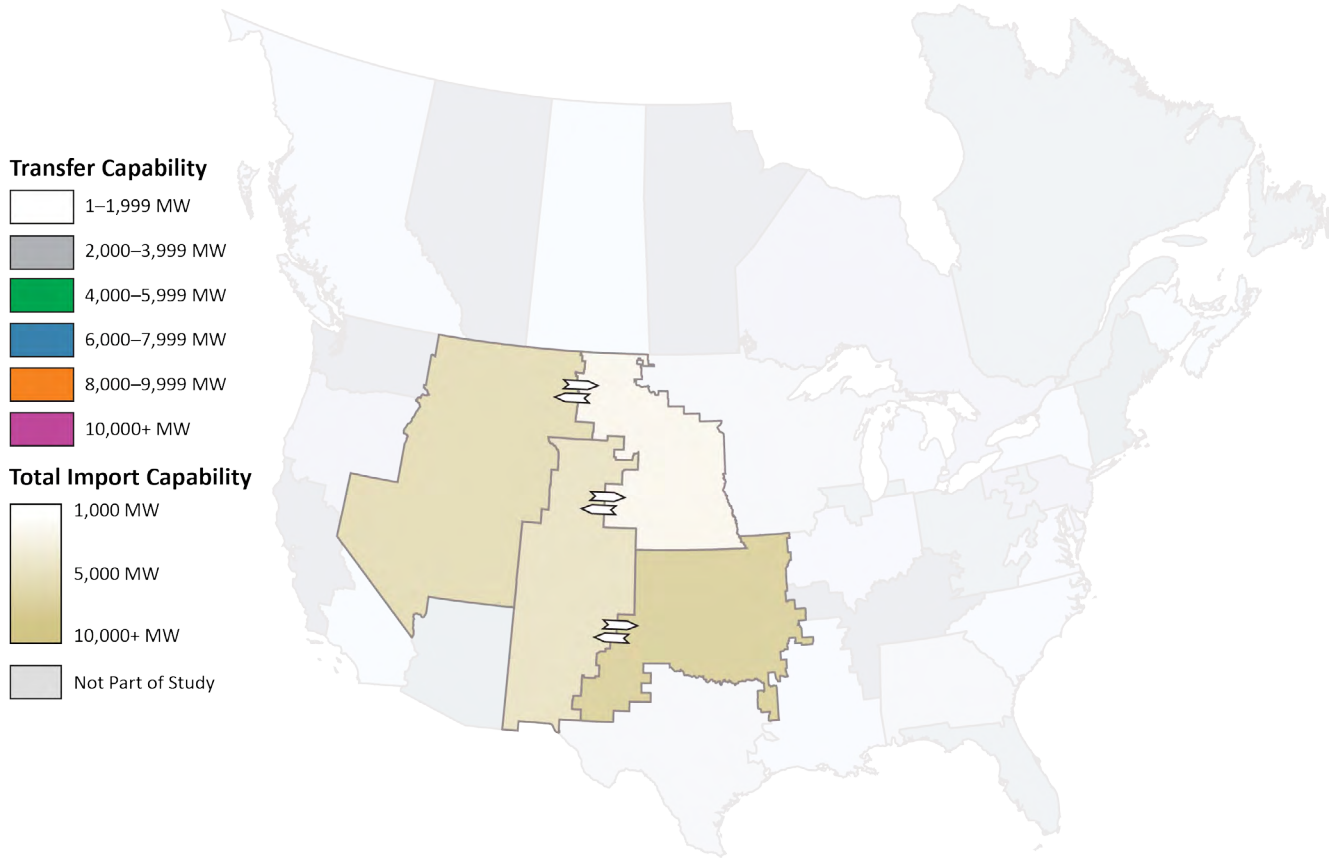 Transfer Capability
1–1,999 MW
2,000–3,999 MW
4,000–5,999 MW
6,000–7,999 MW
8,000–9,999 MW
10,000+ MW
Total Import Capability
1,000 MW
5,000 MW
10,000+ MW
Not Part of Study